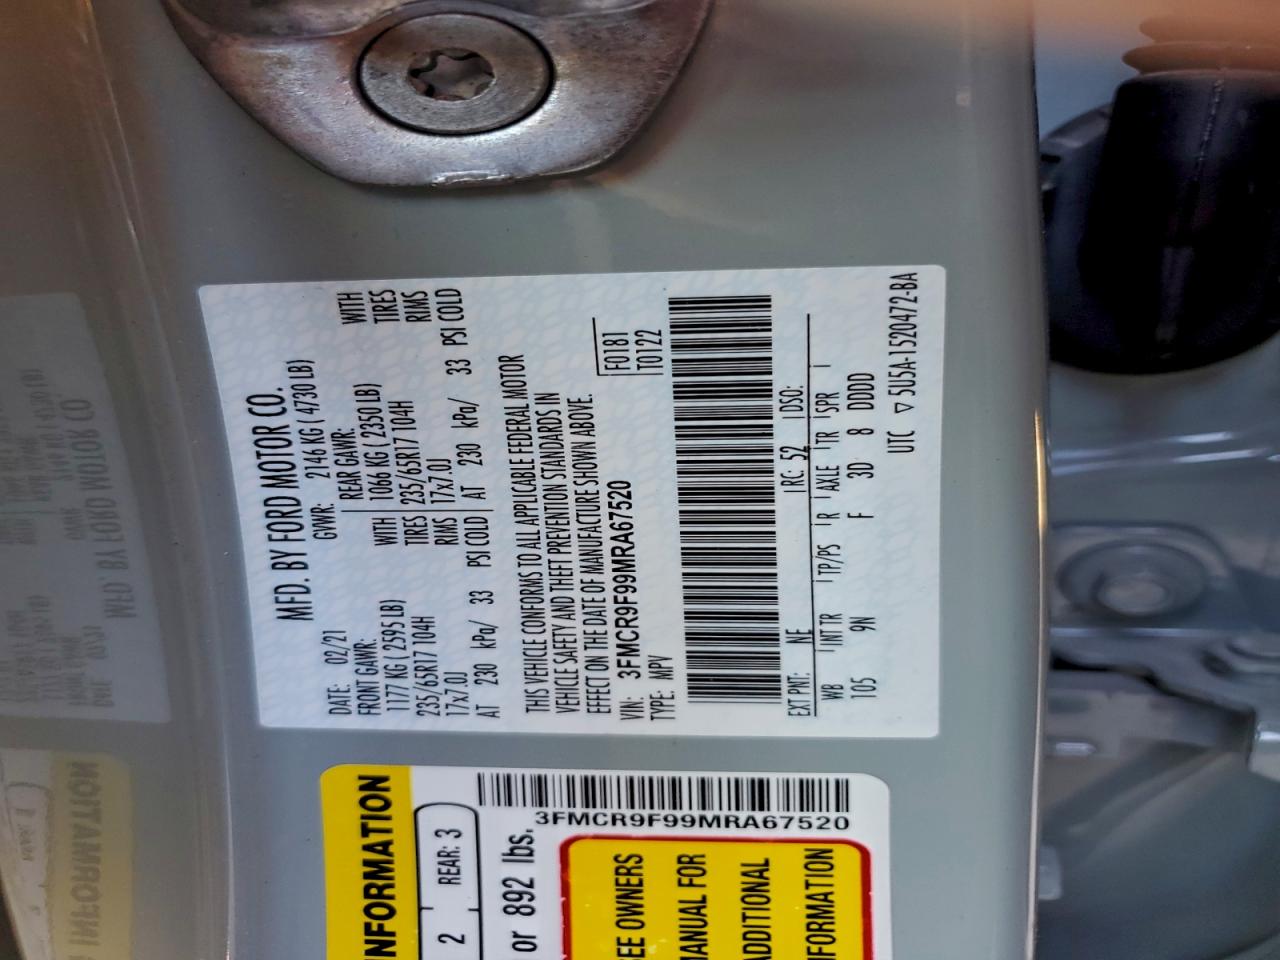 MFD. BY FORD MOTOR CO.
DATE: 02/21 GVWR: 2146 KG ( 4730 LB)
FRONT GAWR: REAR GAWR:
1177 KG ( 2595 LB) WITH 1066 KG ( 2350 LB) WITH
235/65R17 104H TIRES 235/65R17 104H TIRES
17x7.0J RIMS 17x7.0J RIMS
AT 230 kPa/ 33 PSI COLD AT 230 kPa/ 33 PSI COLD
THIS VEHICLE CONFORMS TO ALL APPLICABLE FEDERAL MOTOR
VEHICLE SAFETY AND THEFT PREVENTION STANDARDS IN
EFFECT ON THE DATE OF MANUFACTURE SHOWN ABOVE.
VIN: 3FMCR9F99MRA67520 F0181
TYPE: MPV T0122
EXT PNT: NE RC: 52 DSO:
WB INT TR TP/PS R AXLE TR SPR
105 9N F 3D 8 DDDD
UTC ▽ 5U5A-1520472-BA
INFORMATION
2 REAR: 3
or 892 lbs.
3FMCR9F99MRA67520
SEE OWNERS
MANUAL FOR
ADDITIONAL
INFORMATION